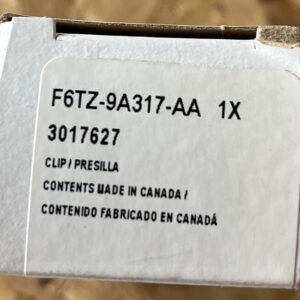 F6TZ-9A317-AA 1X
3017627
CLIP / PRESILLA
CONTENTS MADE IN CANADA /
CONTENIDO FABRICADO EN CANADÁ